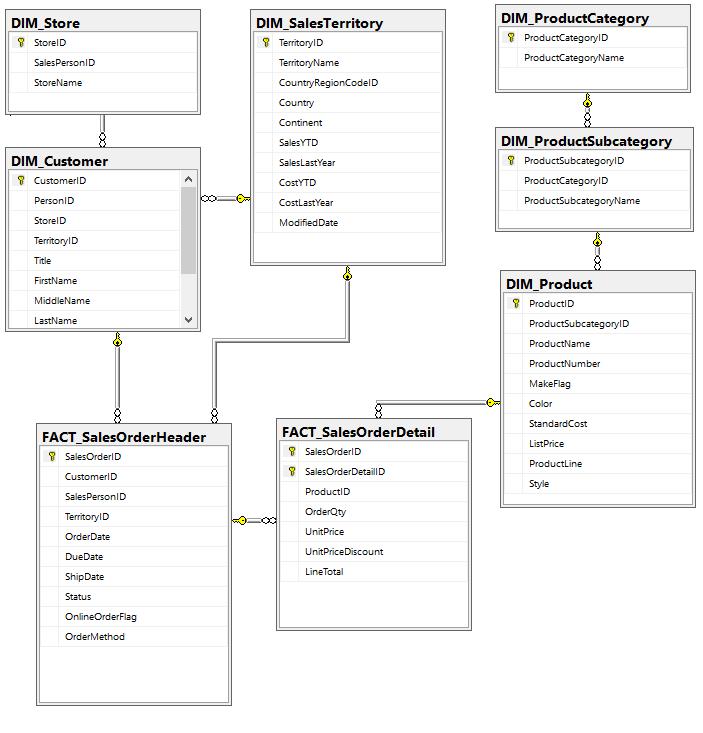 DIM_Store
StoreID
SalesPersonID
StoreName
DIM_SalesTerritory
TerritoryID
TerritoryName
CountryRegionCodeID
Country
Continent
SalesYTD
SalesLastYear
CostYTD
CostLastYear
ModifiedDate
DIM_ProductCategory
ProductCategoryID
ProductCategoryName
DIM_ProductSubcategory
ProductSubcategoryID
ProductCategoryID
ProductSubcategoryName
DIM_Customer
CustomerID
PersonID
StoreID
TerritoryID
Title
FirstName
MiddleName
LastName
DIM_Product
ProductID
ProductSubcategoryID
ProductName
ProductNumber
MakeFlag
Color
StandardCost
ListPrice
ProductLine
Style
FACT_SalesOrderHeader
SalesOrderID
CustomerID
SalesPersonID
TerritoryID
OrderDate
DueDate
ShipDate
Status
OnlineOrderFlag
OrderMethod
FACT_SalesOrderDetail
SalesOrderID
SalesOrderDetailID
ProductID
OrderQty
UnitPrice
UnitPriceDiscount
LineTotal